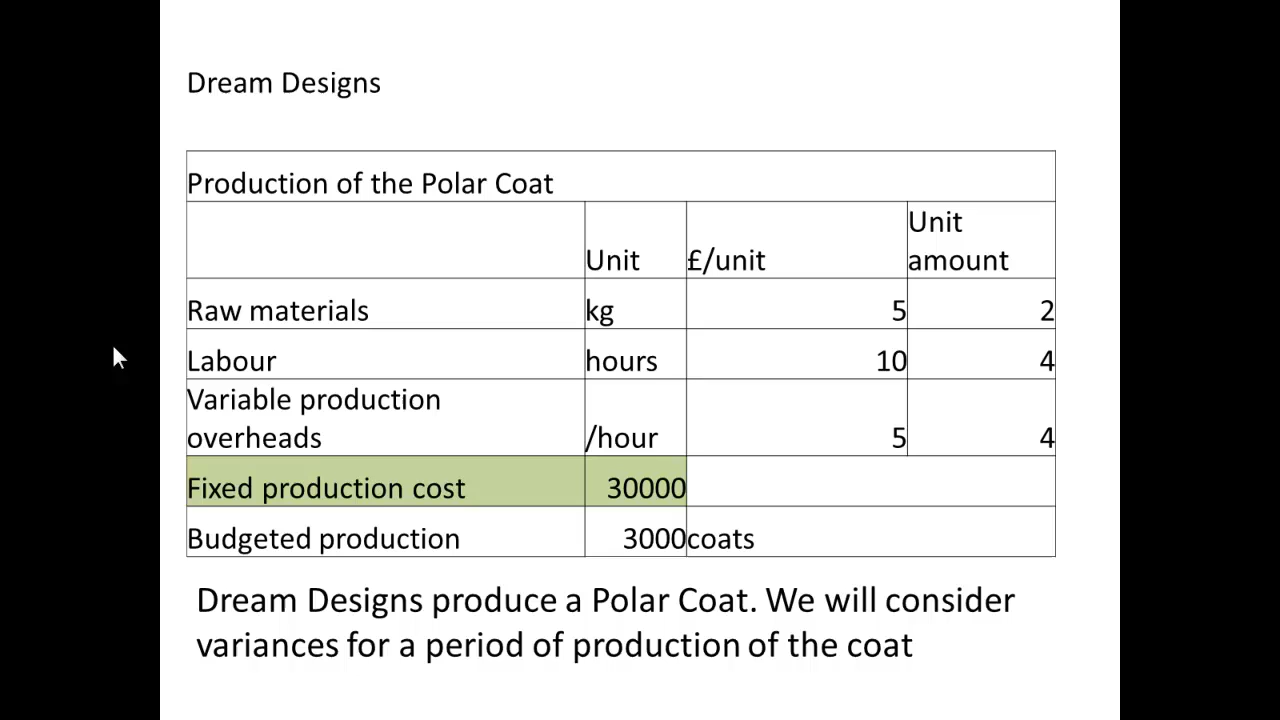 Dream Designs
Production of the Polar Coat
Unit £/unit Unit amount
Raw materials kg 5 2
Labour hours 10 4
Variable production overheads /hour 5 4
Fixed production cost 30000
Budgeted production 3000 coats
Dream Designs produce a Polar Coat. We will consider
variances for a period of production of the coat